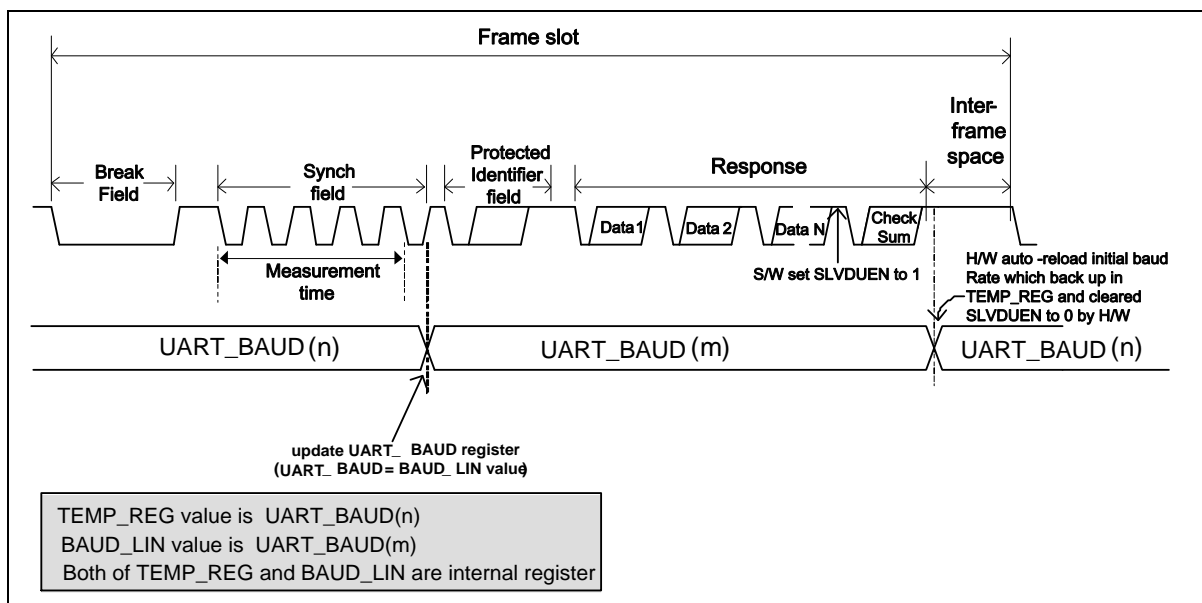 Frame slot
Inter-
frame
space
Break
Field
Synch
field
Protected
Identifier
field
Response
Data 1
Data 2
Data N
Check
Sum
Measurement
time
S/W set SLVDUEN to 1
H/W auto -reload initial baud
Rate which back up in
TEMP_REG and cleared
SLVDUEN to 0 by H/W
UART_BAUD (n)
UART_BAUD (m)
UART_BAUD (n)
update UART_ BAUD register
(UART_ BAUD = BAUD_ LIN value)
TEMP_REG value is UART_BAUD(n)
BAUD_LIN value is UART_BAUD(m)
Both of TEMP_REG and BAUD_LIN are internal register